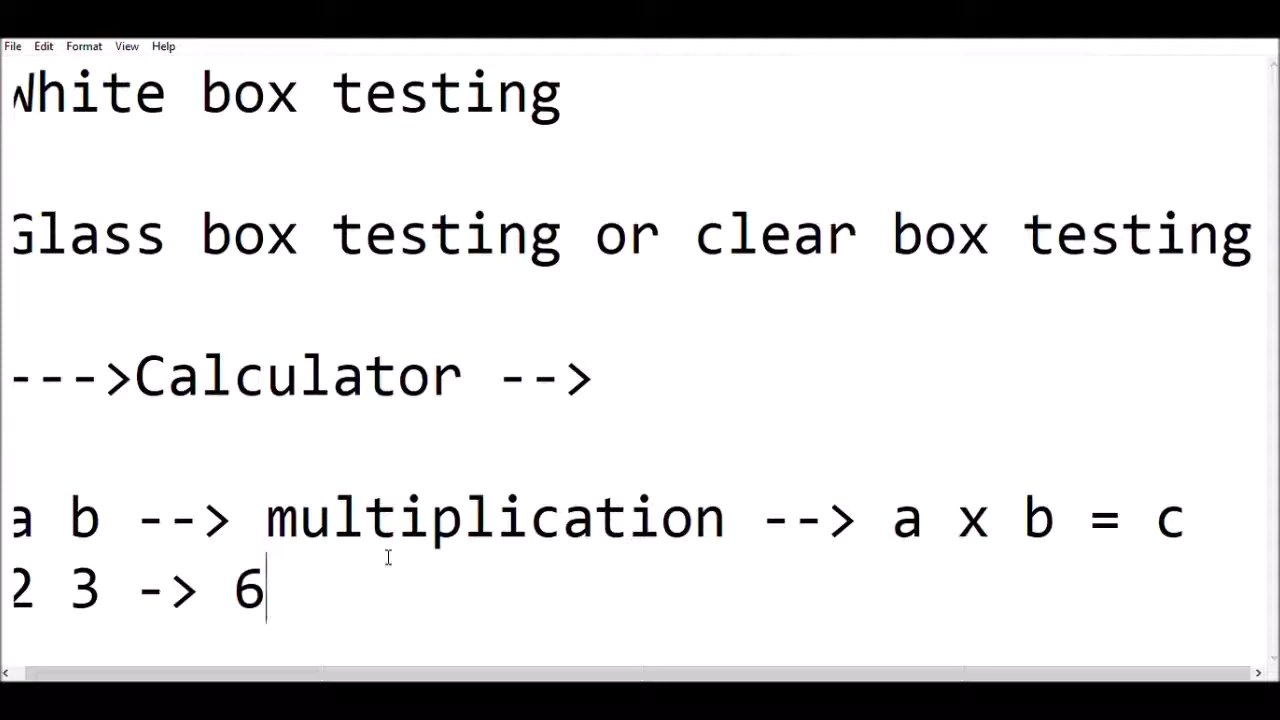 File Edit Format View Help
White box testing
Glass box testing or clear box testing
--->Calculator -->
a b --> multiplication --> a x b = c
2 3 -> 6